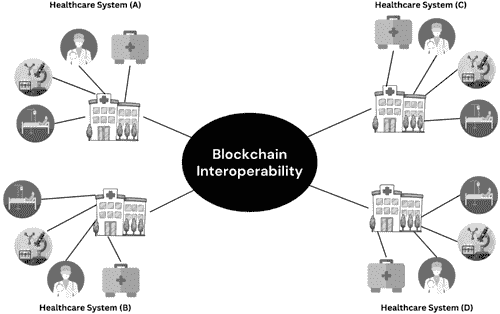 Healthcare System (A)
Healthcare System (C)
Blockchain
Interoperability
Healthcare System (B)
Healthcare System (D)